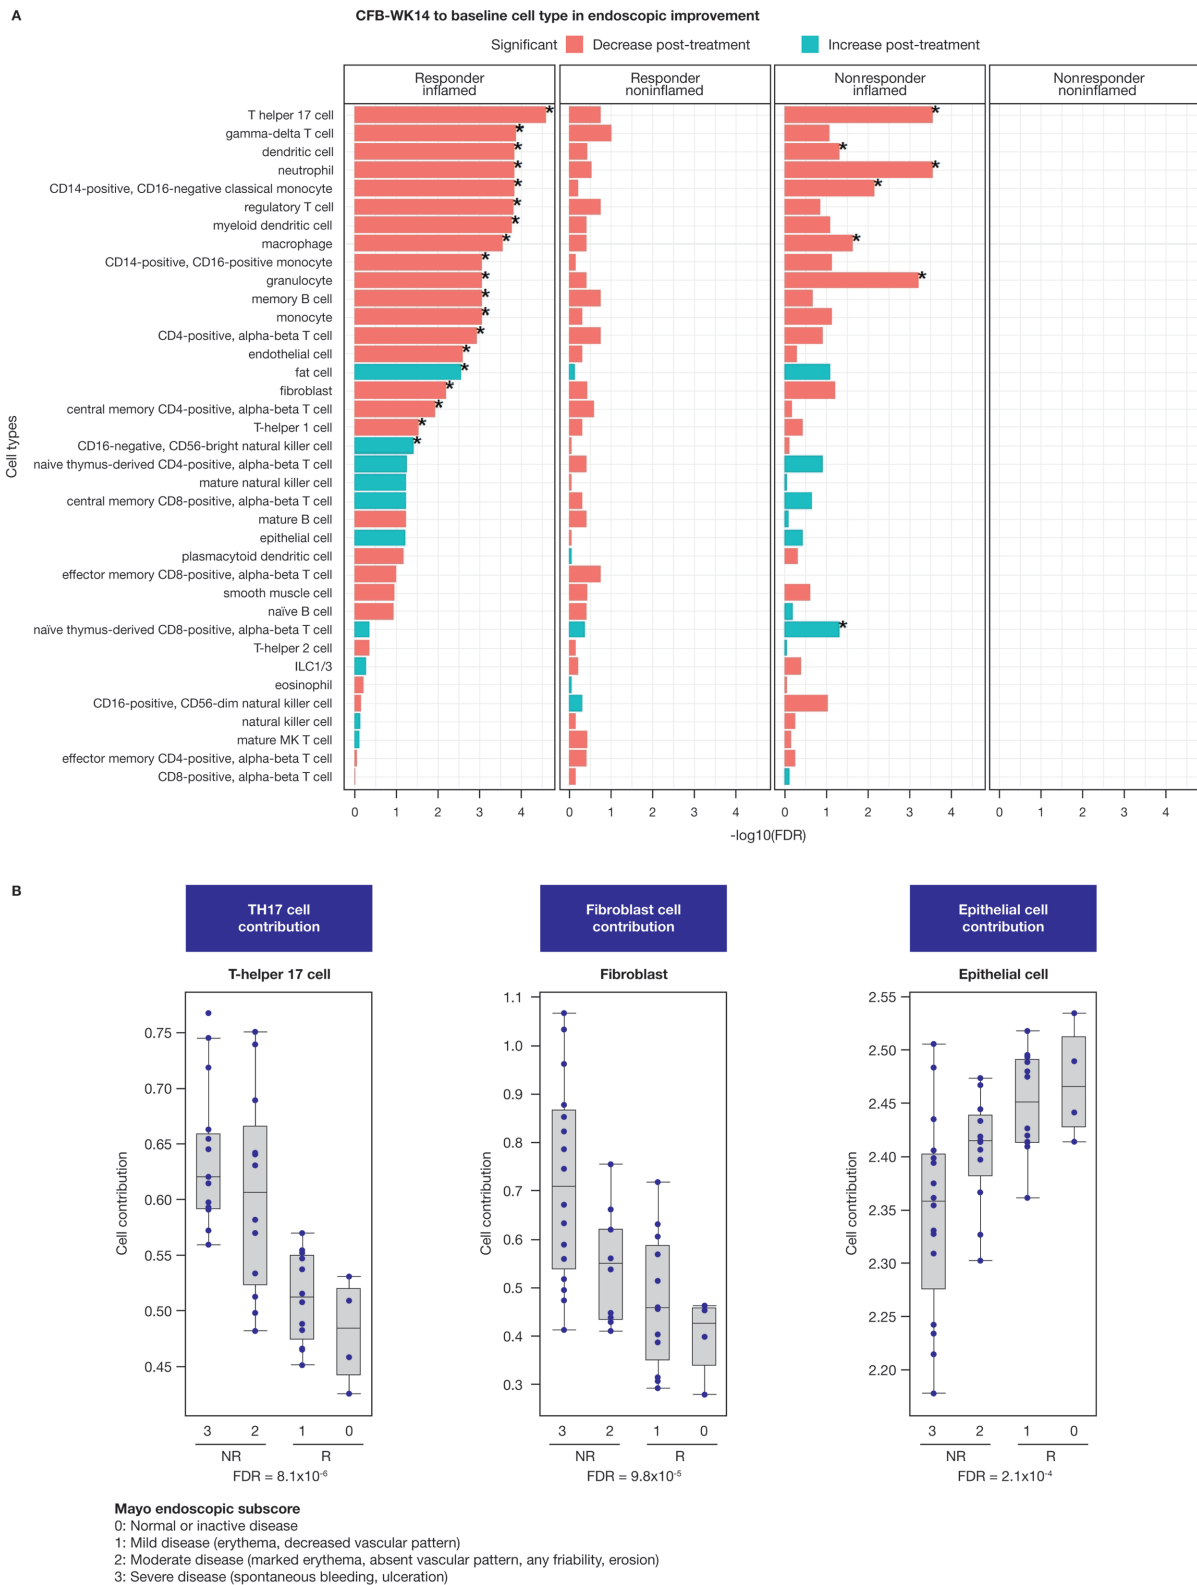 A
CFB-WK14 to baseline cell type in endoscopic improvement
Significant Decrease post-treatment Increase post-treatment
Responder inflamed
Responder noninflamed
Nonresponder inflamed
Nonresponder noninflamed
Cell types
T helper 17 cell
gamma-delta T cell
dendritic cell
neutrophil
CD14-positive, CD16-negative classical monocyte
regulatory T cell
myeloid dendritic cell
macrophage
CD14-positive, CD16-positive monocyte
granulocyte
memory B cell
monocyte
CD4-positive, alpha-beta T cell
endothelial cell
fat cell
fibroblast
central memory CD4-positive, alpha-beta T cell
T-helper 1 cell
CD16-negative, CD56-bright natural killer cell
naive thymus-derived CD4-positive, alpha-beta T cell
mature natural killer cell
central memory CD8-positive, alpha-beta T cell
mature B cell
epithelial cell
plasmacytoid dendritic cell
effector memory CD8-positive, alpha-beta T cell
smooth muscle cell
naïve B cell
naïve thymus-derived CD8-positive, alpha-beta T cell
T-helper 2 cell
ILC1/3
eosinophil
CD16-positive, CD56-dim natural killer cell
natural killer cell
mature MK T cell
effector memory CD4-positive, alpha-beta T cell
CD8-positive, alpha-beta T cell
0 1 2 3 4 0 1 2 3 4 0 1 2 3 4 0 1 2 3 4
-log10(FDR)
B
TH17 cell
contribution
T-helper 17 cell
Cell contribution
0.75
0.70
0.65
0.60
0.55
0.50
0.45
3 2 1 0
NR R
FDR = 8.1x10-6
Fibroblast cell
contribution
Fibroblast
Cell contribution
1.1
1.0
0.9
0.8
0.7
0.6
0.5
0.4
0.3
3 2 1 0
NR R
FDR = 9.8x10-5
Epithelial cell
contribution
Epithelial cell
Cell contribution
2.55
2.50
2.45
2.40
2.35
2.30
2.25
2.20
3 2 1 0
NR R
FDR = 2.1x10-4
Mayo endoscopic subscore
0: Normal or inactive disease
1: Mild disease (erythema, decreased vascular pattern)
2: Moderate disease (marked erythema, absent vascular pattern, any friability, erosion)
3: Severe disease (spontaneous bleeding, ulceration)